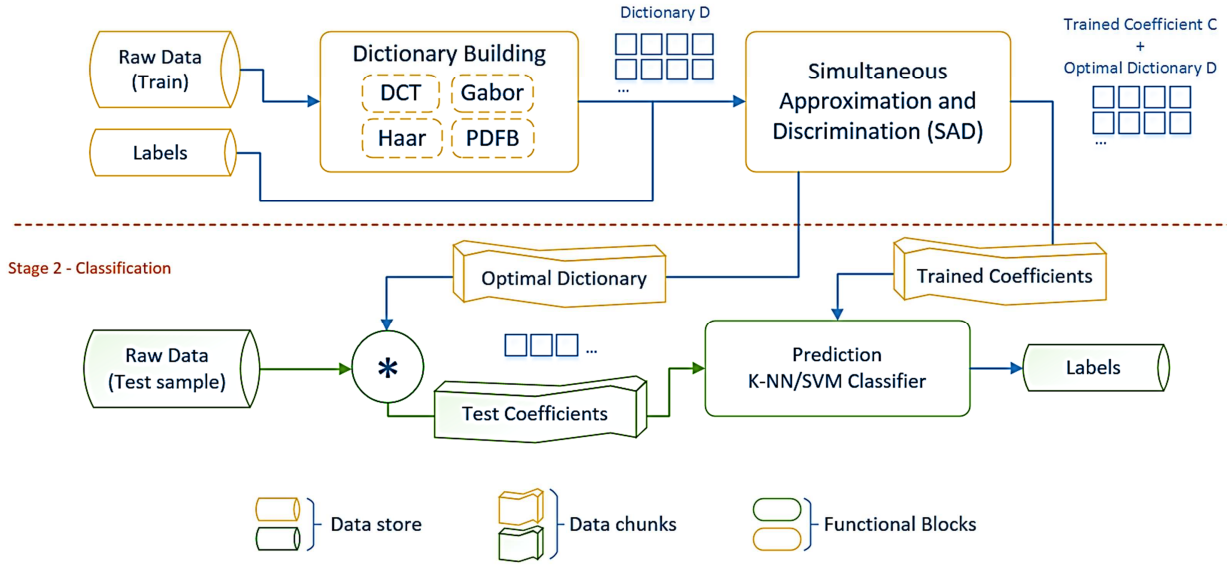 Dictionary D
Trained Coefficient C
+
Optimal Dictionary D
...
...
Raw Data
(Train)
Labels
Dictionary Building
DCT
Gabor
Haar
PDFB
Simultaneous
Approximation and
Discrimination (SAD)
Stage 2 - Classification
Optimal Dictionary
Trained Coefficients
Raw Data
(Test sample)
*
...
Test Coefficients
Prediction
K-NN/SVM Classifier
Labels
Data store
Data chunks
Functional Blocks